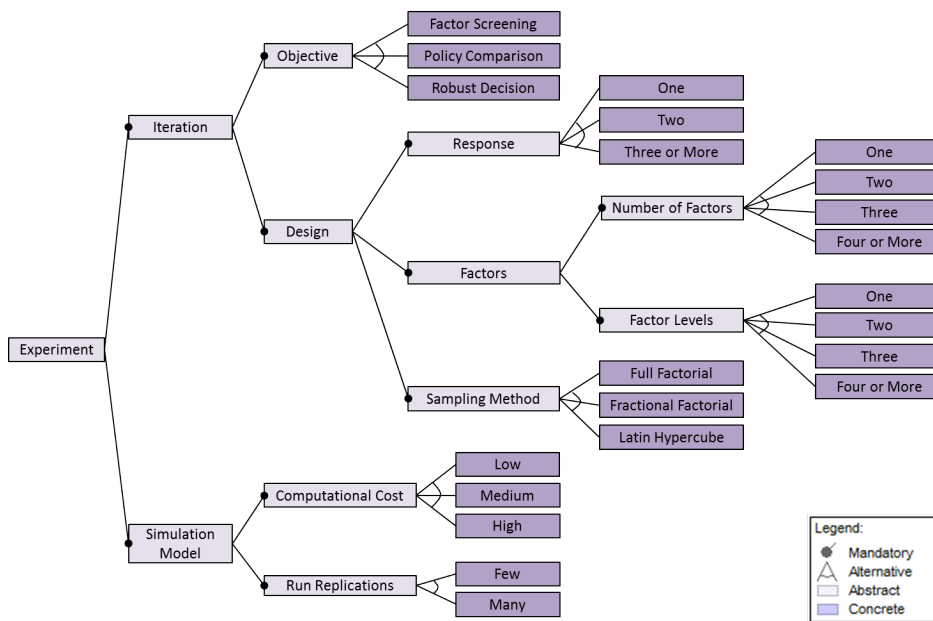 Factor Screening
Objective
Policy Comparison
Robust Decision
One
Iteration
Two
Response
Three or More
One
Two
Number of Factors
Three
Design
Four or More
Factors
One
Factor Levels
Two
Experiment
Three
Full Factorial
Four or More
Sampling Method
Fractional Factorial
Latin Hypercube
Low
Computational Cost
Medium
High
Simulation
Model
Few
Run Replications
Many
Legend:
Mandatory
Alternative
Abstract
Concrete